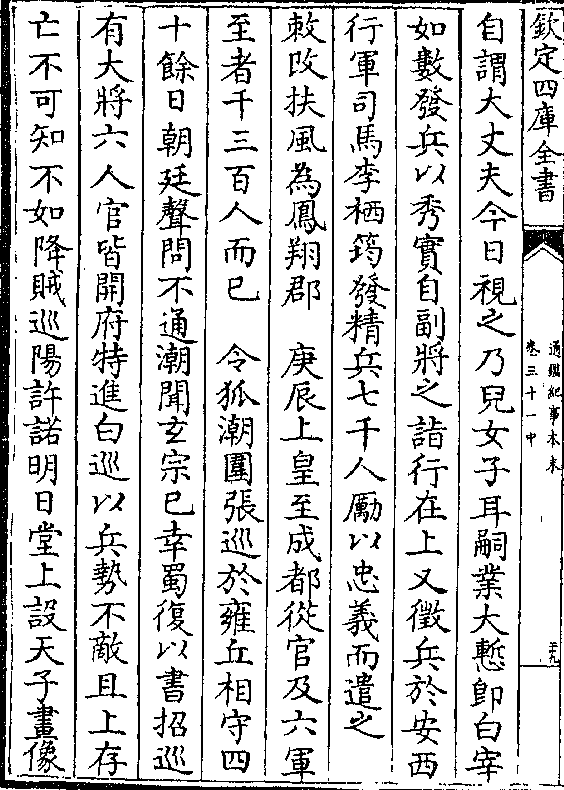 欽定四庫全書
通鑑紀事本末
卷三十一中
三九
自謂大丈夫今日視之乃兒女子耳嗣業大慙即白宰
如數發兵以秀實自副將之詣行在上又徵兵於安西
行軍司馬李栖筠發精兵七千人勵以忠義而遣之
敕改扶風為鳳翔郡　庚辰上皇至成都從官及六軍
至者千三百人而已　令狐潮圍張巡於雍丘相守四
十餘日朝廷聲問不通潮聞玄宗已幸蜀復以書招巡
有大將六人官皆開府特進白巡以兵勢不敵且上存
亡不可知不如降賊巡陽許諾明日堂上設天子畫像